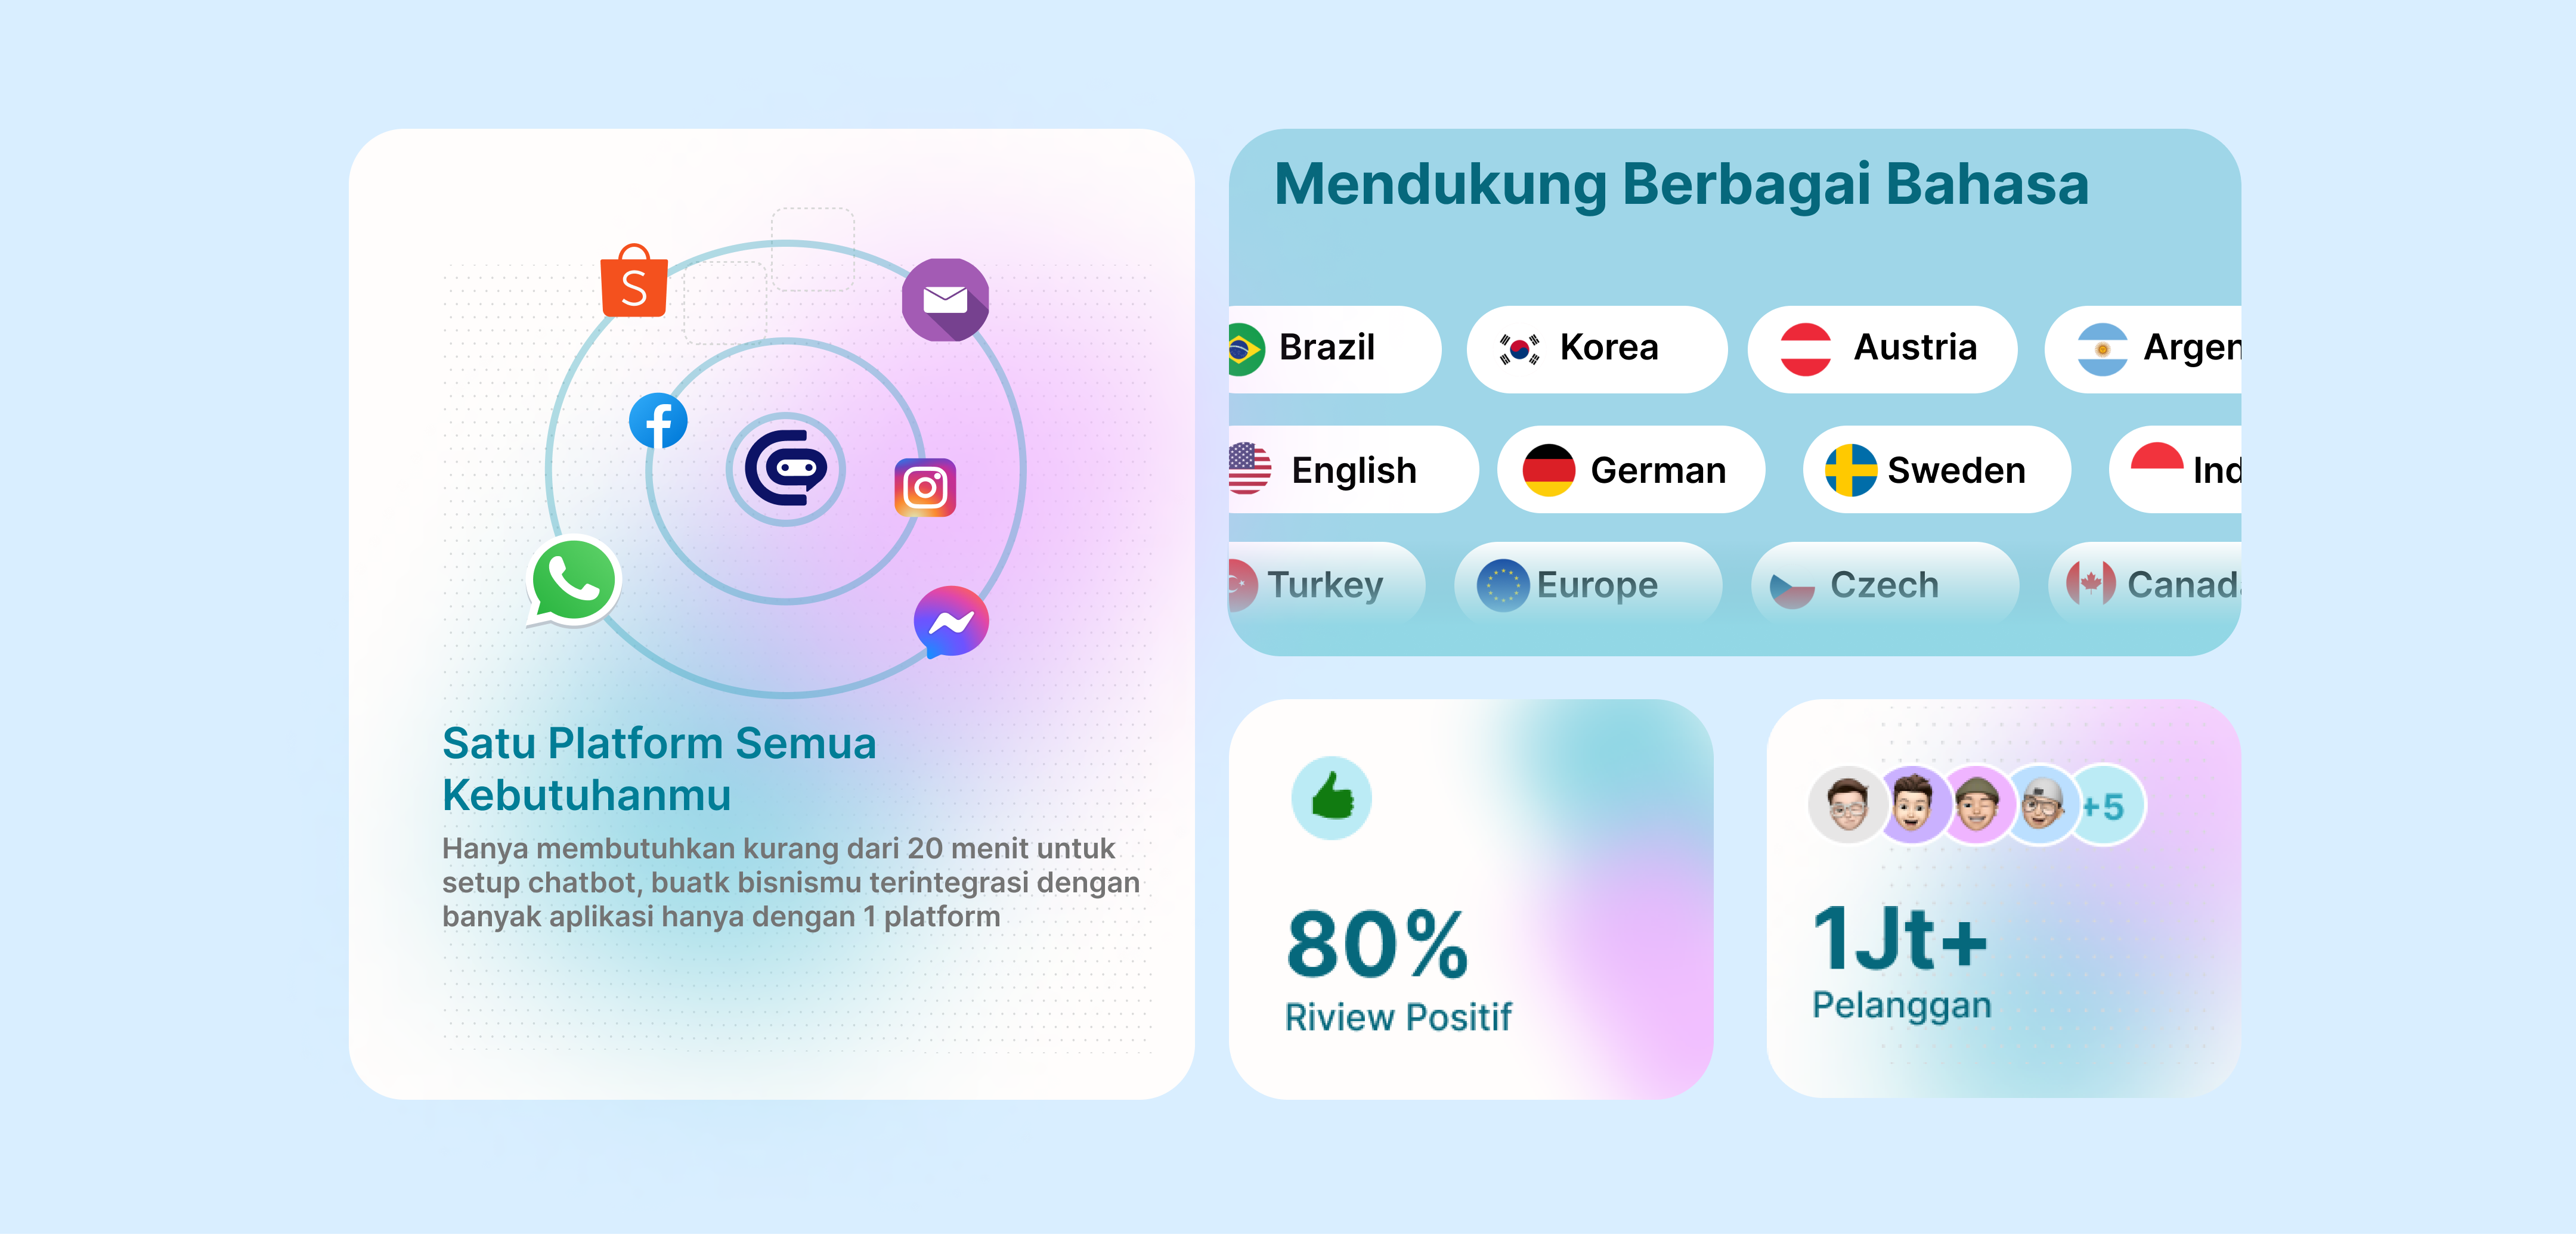 Satu Platform Semua
Kebutuhanmu
Hanya membutuhkan kurang dari 20 menit untuk
setup chatbot, buatk bisnismu terintegrasi dengan
banyak aplikasi hanya dengan 1 platform
Mendukung Berbagai Bahasa
Brazil
Korea
Austria
Argen
English
German
Sweden
Ind
Turkey
Europe
Czech
Canada
80%
Riview Positif
+5
1Jt+
Pelanggan